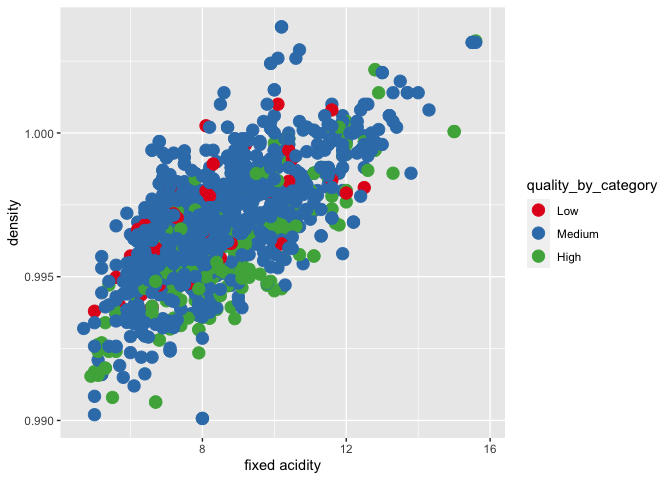 1.000
0.995
0.990
density
8
12
16
fixed acidity
quality_by_category
Low
Medium
High